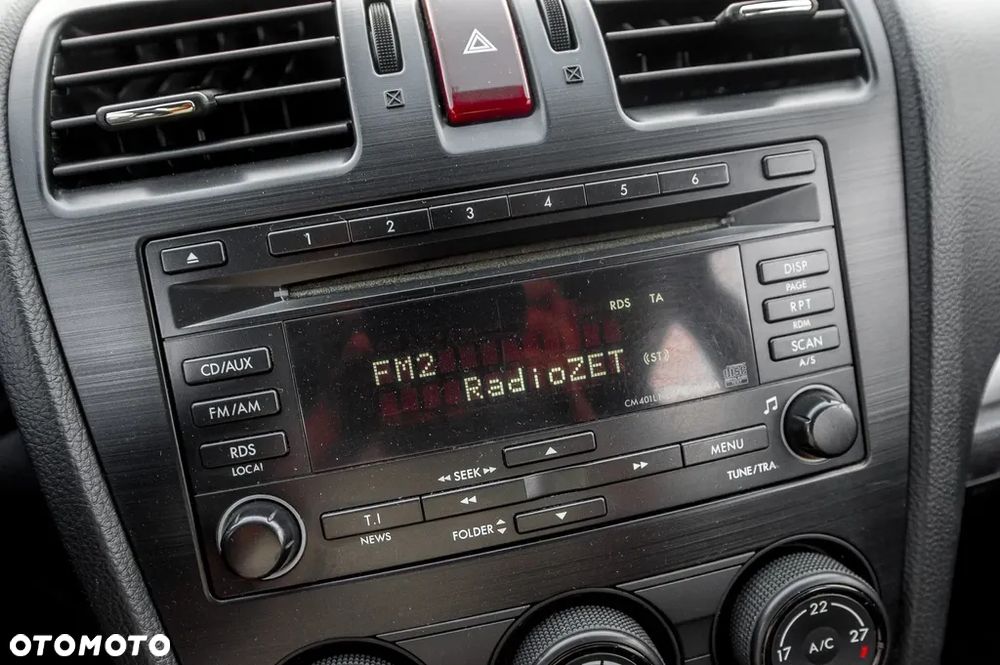 1 2 3 4 5 6
DISP
PAGE
RPT
RDM
SCAN
A/S
CD/AUX
FM/AM
RDS
LOCAl
RDS TA
FM2
RadioZET
(ST)
SEEK
MENU
TUNE/TRA
T.I
NEWS
FOLDER
17 22 27
A/C
OTOMOTO